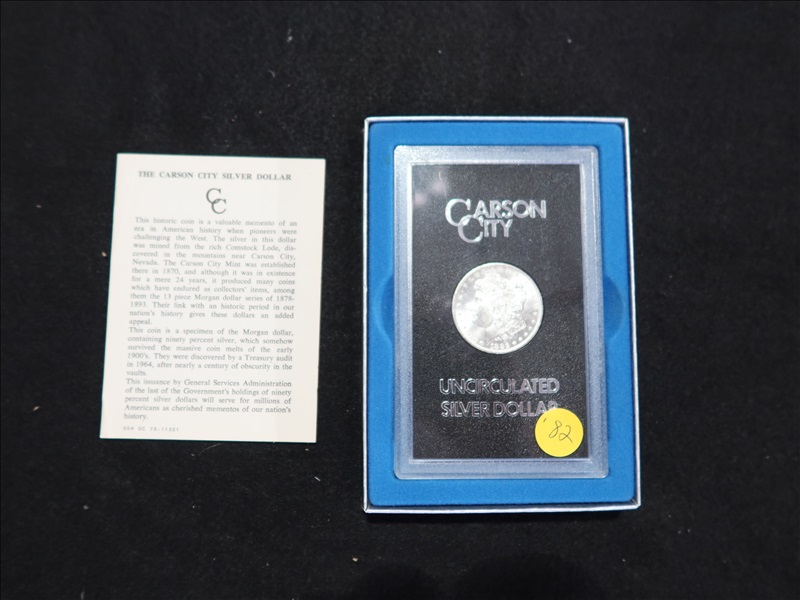 THE CARSON CITY SILVER DOLLAR
CC
This historic coin is a valuable memento of an
era in American history when pioneers were
challenging the West. The silver in this dollar
was mined from the rich Comstock Lode, dis-
covered in the mountains near Carson City,
Nevada. The Carson City Mint was established
there in 1870, and although it was in existence
for a mere 24 years, it produced many coins
which have endured as collectors' items, among
them the 13 piece Morgan dollar series of 1878-
1893. Their link with an historic period in our
nation's history gives these dollars an added
appeal.
This coin is a specimen of the Morgan dollar,
containing ninety percent silver, which somehow
survived the massive coin melts of the early
1900's. They were discovered by a Treasury audit
in 1964, after nearly a century of obscurity in the
vaults.
This issuance by General Services Administration
of the last of the Government's holdings of ninety
percent silver dollars will serve for millions of
Americans as cherished mementos of our nation's
history.
CARSON
CITY
UNCIRCULATED
SILVER DOLLAR
'82